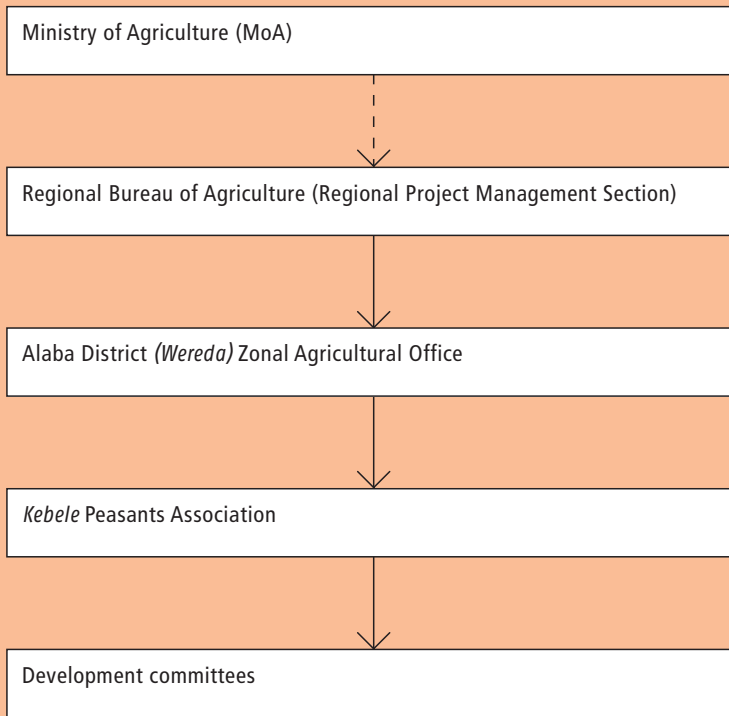 Ministry of Agriculture (MoA)
Regional Bureau of Agriculture (Regional Project Management Section)
Alaba District (Wereda) Zonal Agricultural Office
Kebele Peasants Association
Development committees